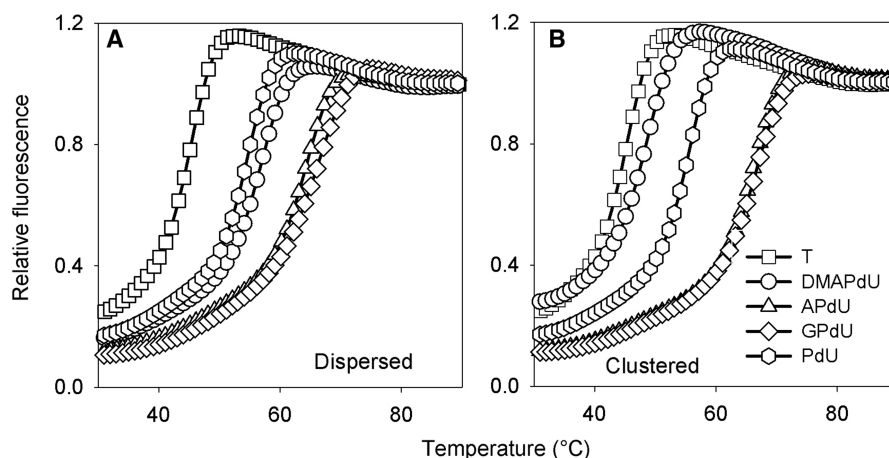 A
B
1.2
0.8
0.4
0.0
1.2
0.8
0.4
0.0
Relative fluorescence
Dispersed
Clustered
T
DMAPdU
APdU
GPdU
PdU
40
60
80
40
60
80
Temperature (°C)